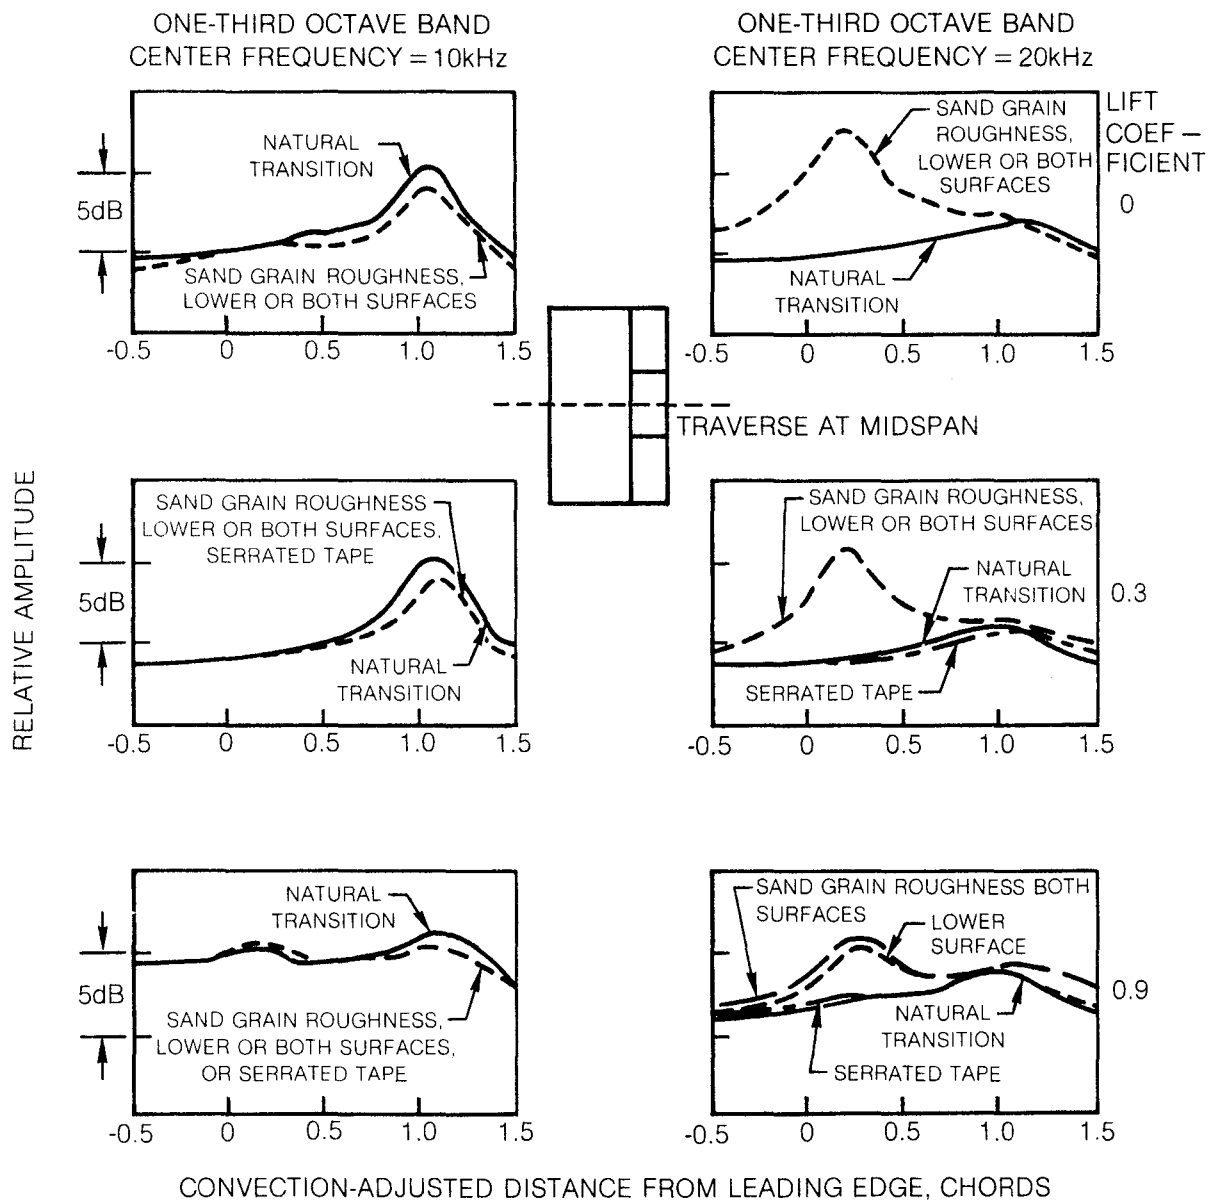 ONE-THIRD OCTAVE BAND
CENTER FREQUENCY = 10kHz
ONE-THIRD OCTAVE BAND
CENTER FREQUENCY = 20kHz
NATURAL
TRANSITION
5dB
SAND GRAIN ROUGHNESS,
LOWER OR BOTH SURFACES
-0.5 0 0.5 1.0 1.5
SAND GRAIN
ROUGHNESS,
LOWER OR BOTH
SURFACES
NATURAL
TRANSITION
-0.5 0 0.5 1.0 1.5
LIFT
COEF –
FICIENT
0
TRAVERSE AT MIDSPAN
RELATIVE AMPLITUDE
SAND GRAIN ROUGHNESS
LOWER OR BOTH SURFACES,
SERRATED TAPE
5dB
NATURAL
TRANSITION
-0.5 0 0.5 1.0 1.5
SAND GRAIN ROUGHNESS,
LOWER OR BOTH SURFACES
NATURAL
TRANSITION
SERRATED TAPE
0.3
-0.5 0 0.5 1.0 1.5
NATURAL
TRANSITION
5dB
SAND GRAIN ROUGHNESS,
LOWER OR BOTH SURFACES,
OR SERRATED TAPE
-0.5 0 0.5 1.0 1.5
SAND GRAIN ROUGHNESS BOTH
SURFACES
LOWER
SURFACE
NATURAL
TRANSITION
SERRATED TAPE
0.9
-0.5 0 0.5 1.0 1.5
CONVECTION-ADJUSTED DISTANCE FROM LEADING EDGE, CHORDS